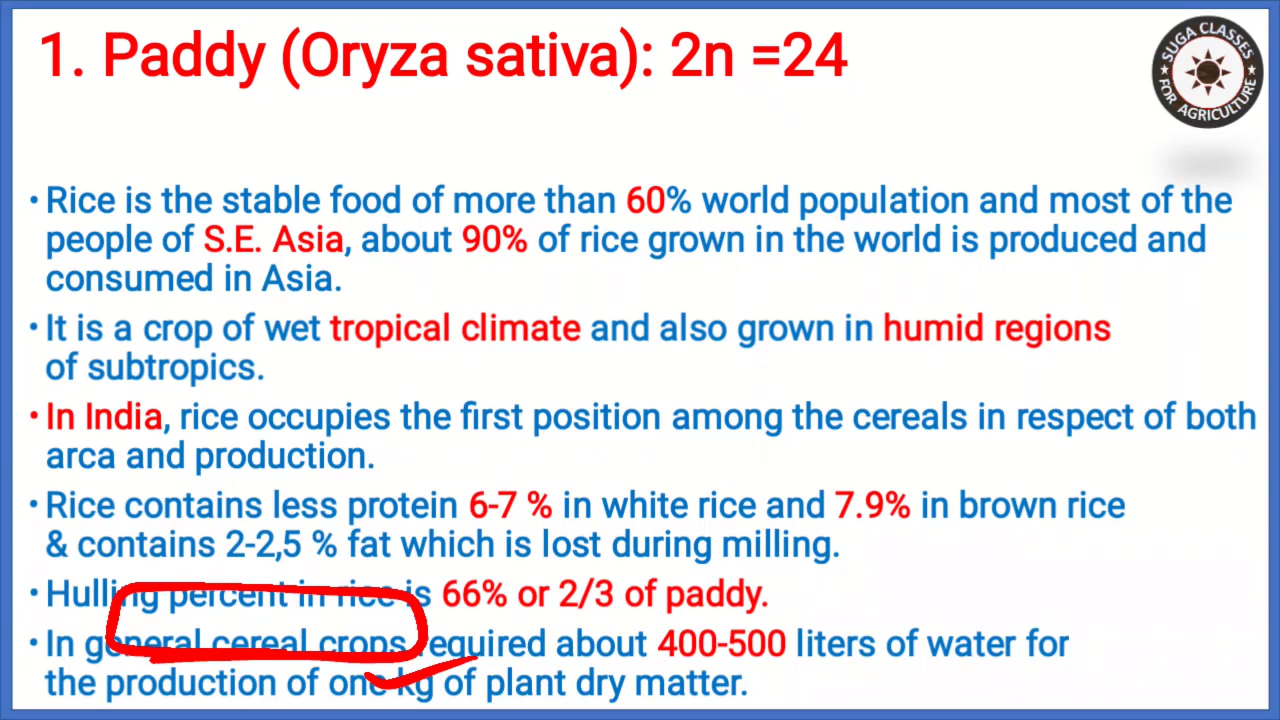 1. Paddy (Oryza sativa): 2n =24
SUGA CLASSES
FOR AGRICULTURE
• Rice is the stable food of more than 60% world population and most of the
people of S.E. Asia, about 90% of rice grown in the world is produced and
consumed in Asia.
• It is a crop of wet tropical climate and also grown in humid regions
of subtropics.
• In India, rice occupies the first position among the cereals in respect of both
arca and production.
• Rice contains less protein 6-7 % in white rice and 7.9% in brown rice
& contains 2-2,5 % fat which is lost during milling.
• Hulling percent in rice is 66% or 2/3 of paddy.
• In general cereal crops required about 400-500 liters of water for
the production of one kg of plant dry matter.